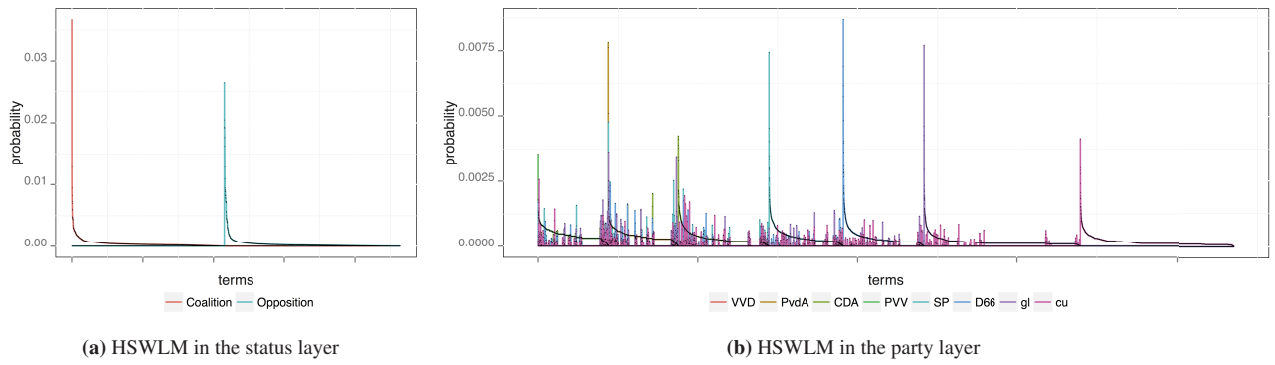 0.03
0.02
0.01
0.00
probability
terms
Coalition Opposition
(a) HSWLM in the status layer
0.0075
0.0050
0.0025
0.0000
probability
terms
VVD PvdA CDA PVV SP D66 gl cu
(b) HSWLM in the party layer